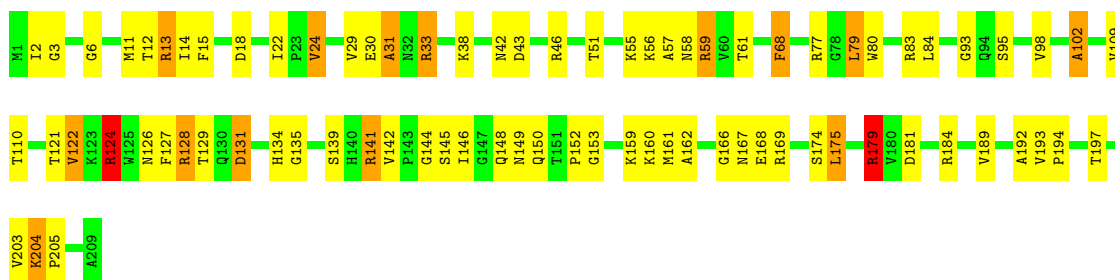 M1 I2 G3 G6 M11 T12 R13 I14 F15 D18 I22 P23 V24 V29 E30 A31 N32 R33 K38 N42 D43 R46 T51 K55 K56 A57 N58 R59 V60 T61 F68 R77 G78 L79 W80 R83 L84 G93 Q94 S95 V98 A102
T110 T121 V122 K123 R124 W125 N126 F127 R128 T129 Q130 D131 H134 G135 S139 H140 R141 V142 P143 G144 S145 I146 G147 Q148 N149 Q150 T151 P152 G153 K159 K160 M161 A162 G166 N167 E168 R169 S174 L175 R179 V180 D181 R184 V189 A192 V193 P194 T197
V203 K204 P205 A209